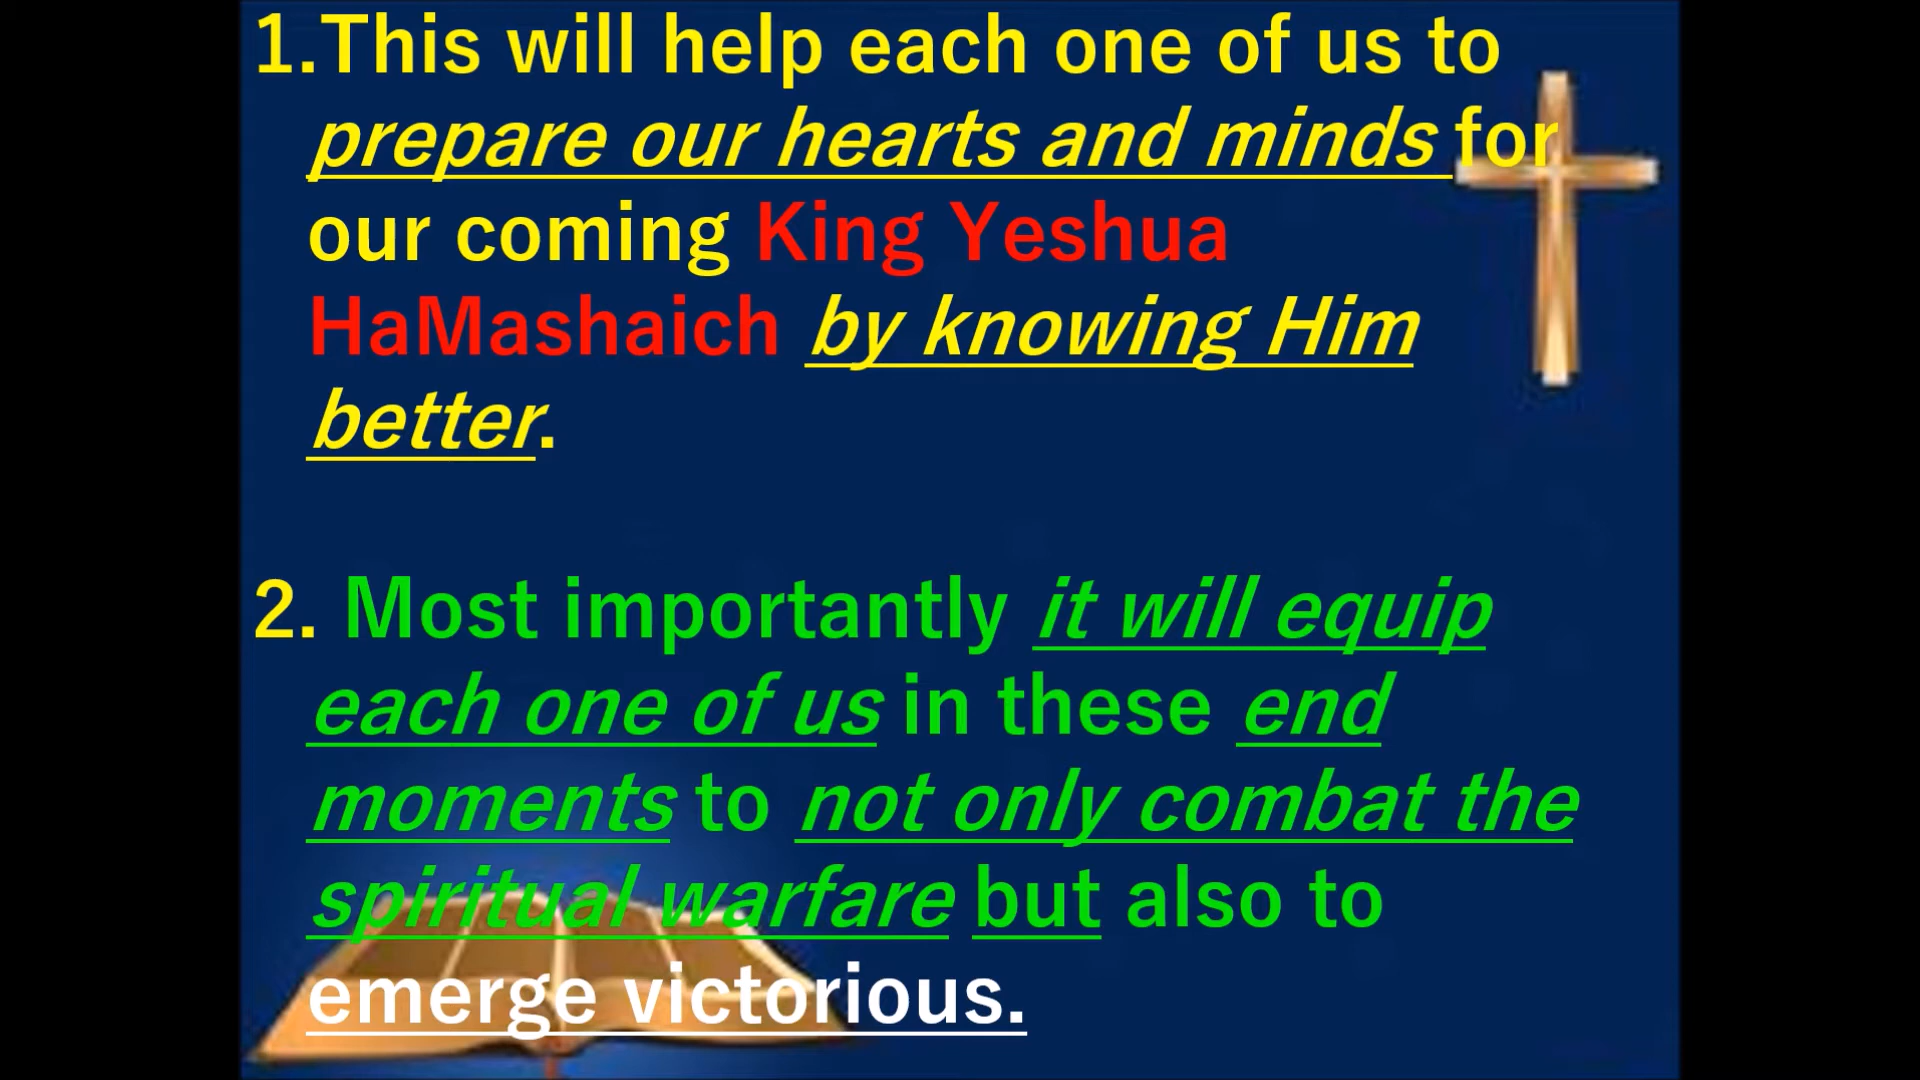 1.This will help each one of us to
prepare our hearts and minds for
our coming King Yeshua
HaMashaich by knowing Him
better.
2. Most importantly it will equip
each one of us in these end
moments to not only combat the
spiritual warfare but also to
emerge victorious.